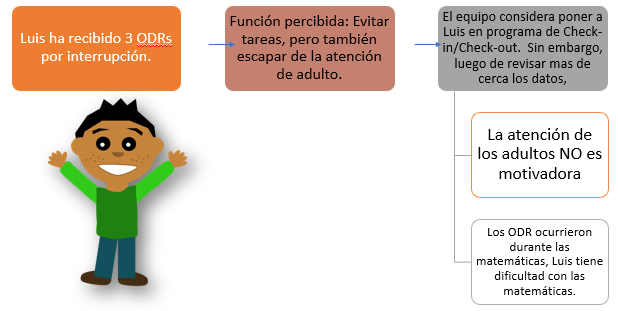 Luis ha recibido 3 ODRs
por interrupción.
Función percibida: Evitar
tareas, pero también
escapar de la atención
de adulto.
El equipo considera poner a
Luis en programa de Check-
in/Check-out.  Sin embargo,
luego de revisar mas de
cerca los datos,
La atención de
los adultos NO es
motivadora
Los ODR ocurrieron
durante las
matemáticas, Luis tiene
dificultad con las
matemáticas.